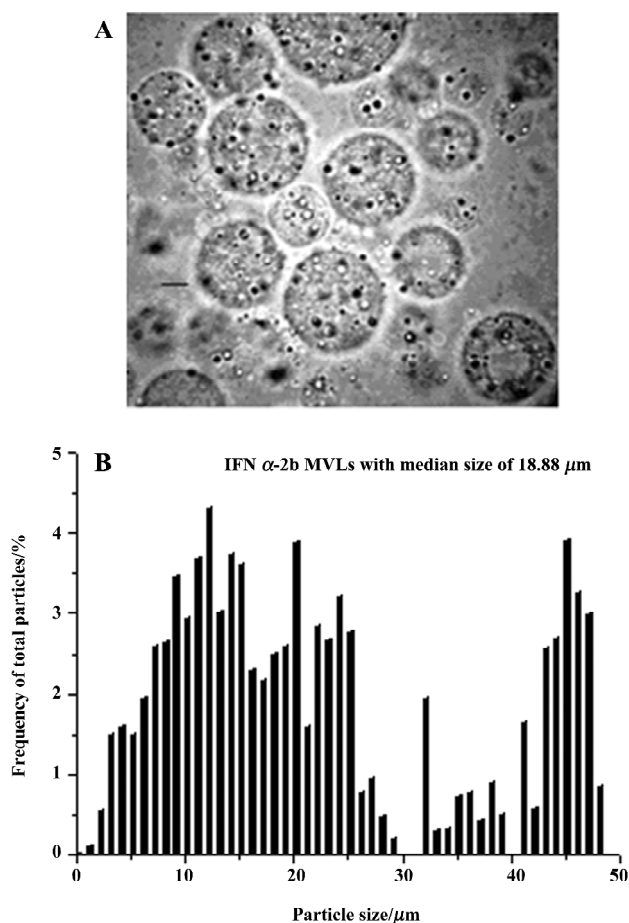 A
B
IFN α-2b MVLs with median size of 18.88 μm
Frequency of total particles/%
5
4
3
2
1
0
0 10 20 30 40 50
Particle size/μm